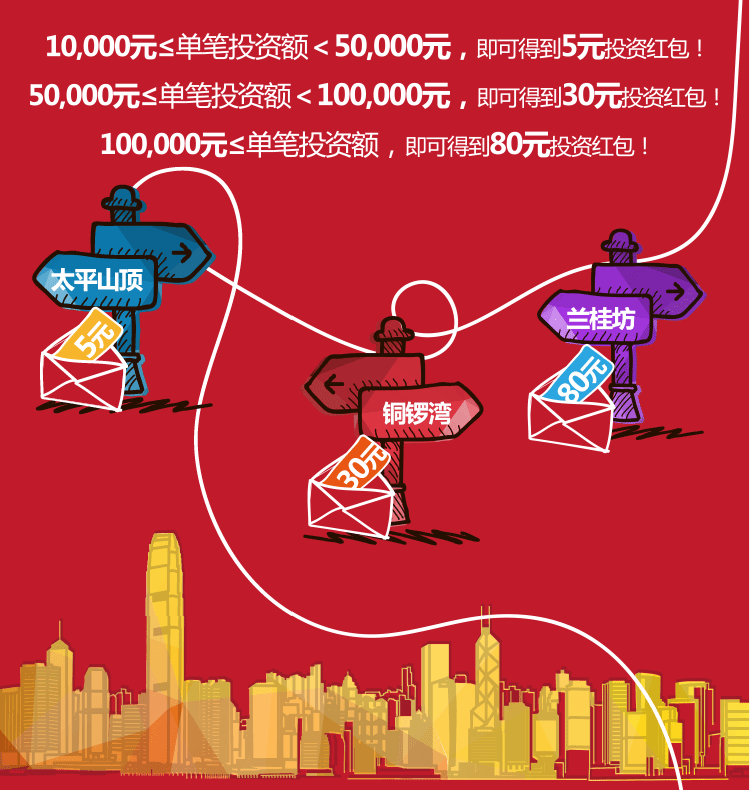 10,000元≤单笔投资额＜50,000元，即可得到5元投资红包！
50,000元≤单笔投资额＜100,000元，即可得到30元投资红包！
100,000元≤单笔投资额，即可得到80元投资红包！
太平山顶
5元
兰桂坊
80元
铜锣湾
30元